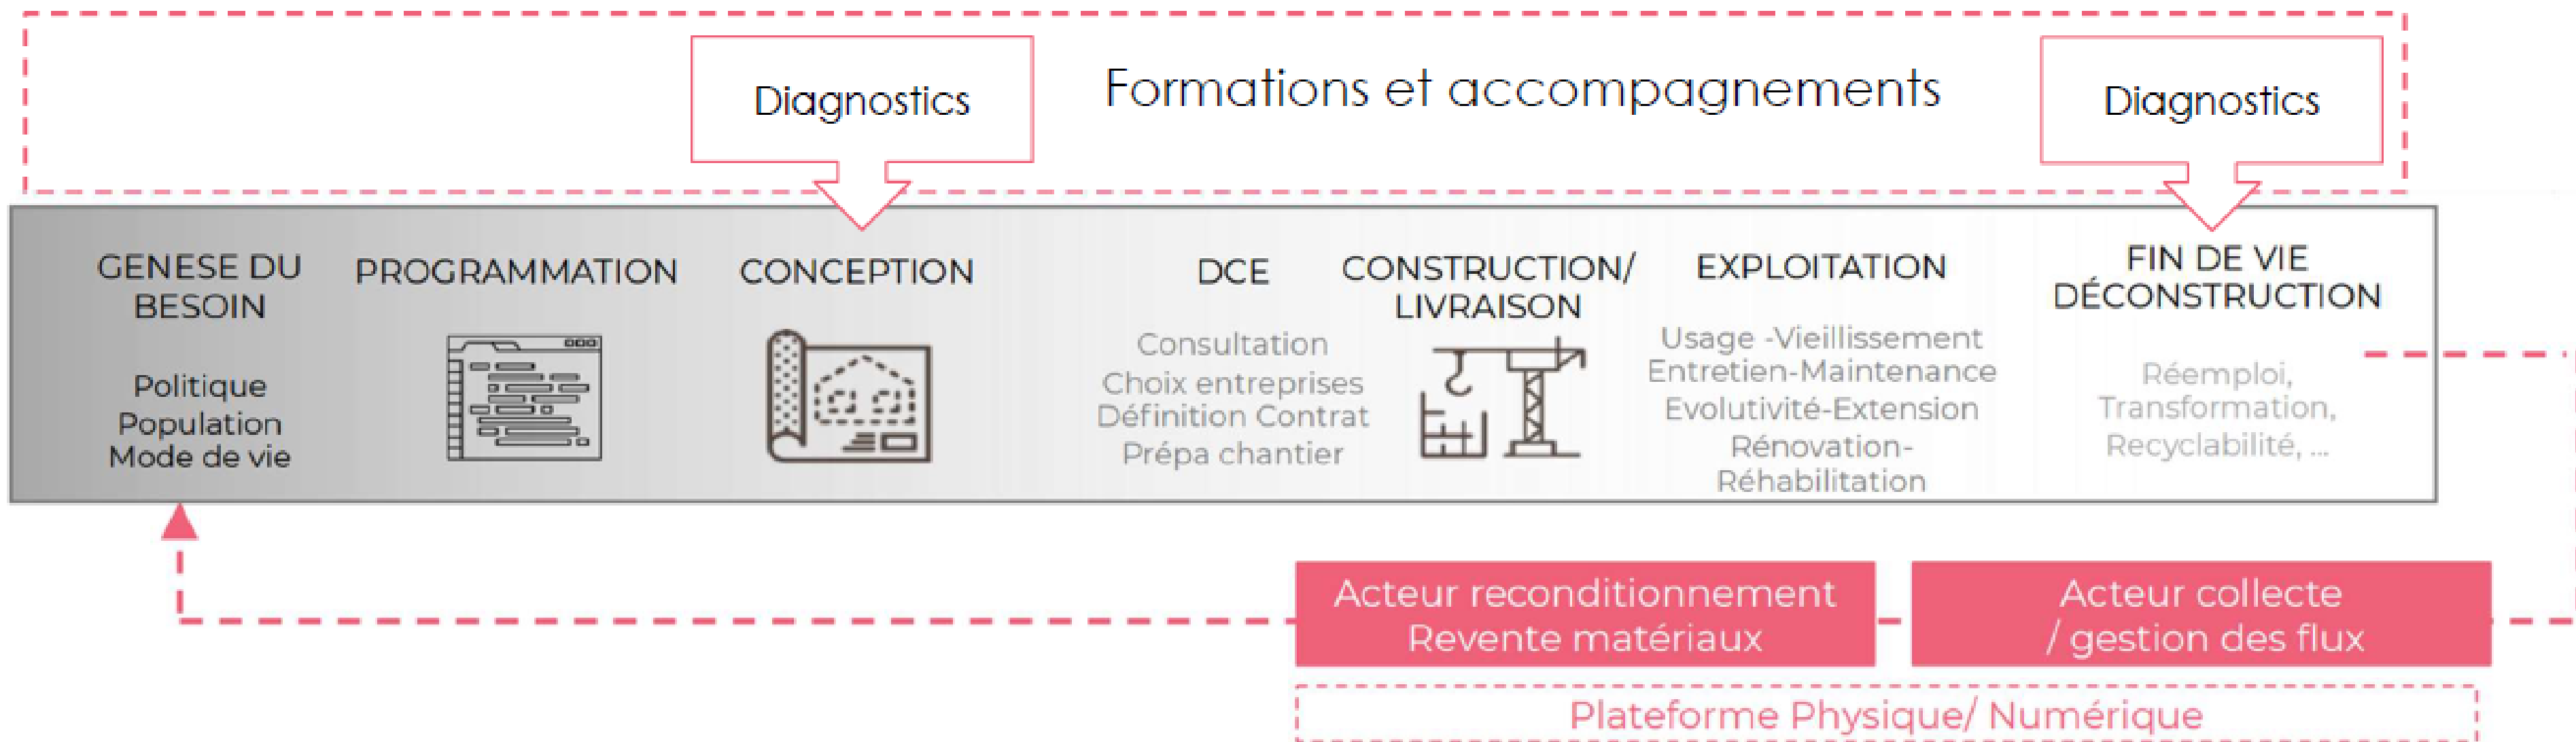 Diagnostics
Formations et accompagnements
Diagnostics
GENESE DU
BESOIN
Politique
Population
Mode de vie
PROGRAMMATION
CONCEPTION
DCE
Consultation
Choix entreprises
Définition Contrat
Prépa chantier
CONSTRUCTION/
LIVRAISON
EXPLOITATION
Usage -Vieillissement
Entretien-Maintenance
Evolutivité-Extension
Rénovation-
Réhabilitation
FIN DE VIE
DÉCONSTRUCTION
Réemploi,
Transformation,
Recyclabilité, ...
Acteur reconditionnement
Revente matériaux
Acteur collecte
/ gestion des flux
Plateforme Physique/ Numérique